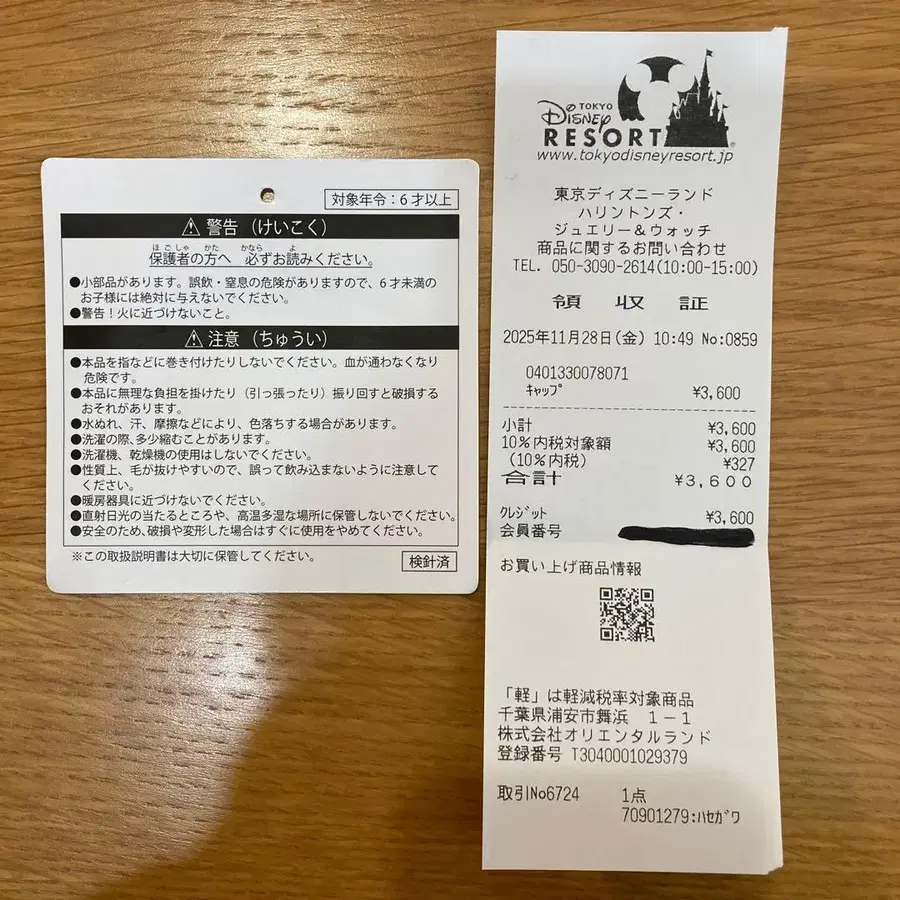 対象年令：6才以上
⚠ 警告（けいこく）
保護者の方へ 必ずお読みください。
●小部品があります。誤飲・窒息の危険がありますので、6才未満の
お子様には絶対に与えないでください。
●警告！火に近づけないこと。
⚠ 注意（ちゅうい）
●本品を指などに巻き付けたりしないでください。血が通わなくなり
危険です。
●本品に無理な負担を掛けたり（引っ張ったり）振り回すと破損する
おそれがあります。
●水ぬれ、汗、摩擦などにより、色落ちする場合があります。
●洗濯の際、多少縮むことがあります。
●洗濯機、乾燥機の使用はしないでください。
●性質上、毛が抜けやすいので、誤って飲み込まないように注意して
ください。
●暖房器具に近づけないでください。
●直射日光の当たるところや、高温多湿な場所に保管しないでください。
●安全のため、破損や変形した場合はすぐに使用をやめてください。
※この取扱説明書は大切に保管してください。
検針済
TOKYO
Disney
RESORT®
www.tokyodisneyresort.jp
東京ディズニーランド
ハリントンズ・
ジュエリー＆ウォッチ
商品に関するお問い合わせ
TEL. 050-3090-2614(10:00-15:00)
領収証
2025年11月28日(金) 10:49 No:0859
0401330078071
ｷｬｯﾌﾟ ¥3,600
小計 ¥3,600
10%内税対象額 ¥3,600
(10%内税) ¥327
合計 ¥3,600
ｸﾚｼﾞｯﾄ ¥3,600
会員番号
お買い上げ商品情報
「軽」は軽減税率対象商品
千葉県浦安市舞浜 １－１
株式会社オリエンタルランド
登録番号 T3040001029379
取引No6724 1点
70901279:ﾊｾｶﾞﾜ